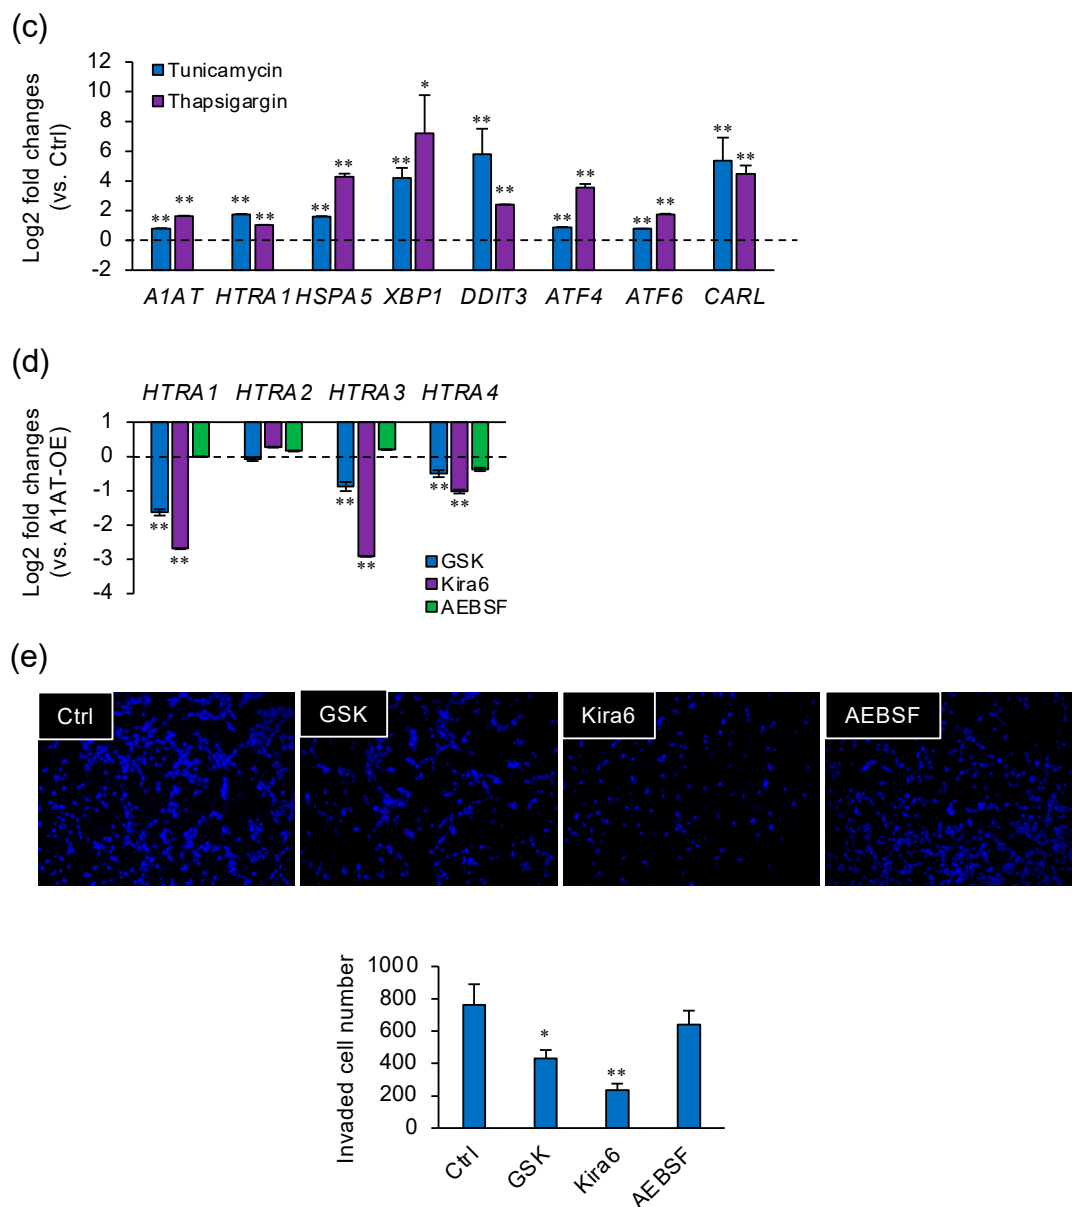 (c)
Log2 fold changes
(vs. Ctrl)
12
10
8
6
4
2
0
-2
Tunicamycin
Thapsigargin
** ** ** ** ** ** ** * ** ** ** ** ** ** ** **
A1AT HTRA1 HSPA5 XBP1 DDIT3 ATF4 ATF6 CARL
(d)
HTRA1 HTRA2 HTRA3 HTRA4
Log2 fold changes
(vs. A1AT-OE)
1
0
-1
-2
-3
-4
** ** ** ** ** **
GSK
Kira6
AEBSF
(e)
Ctrl GSK Kira6 AEBSF
Invaded cell number
1000
800
600
400
200
0
* **
Ctrl GSK Kira6 AEBSF